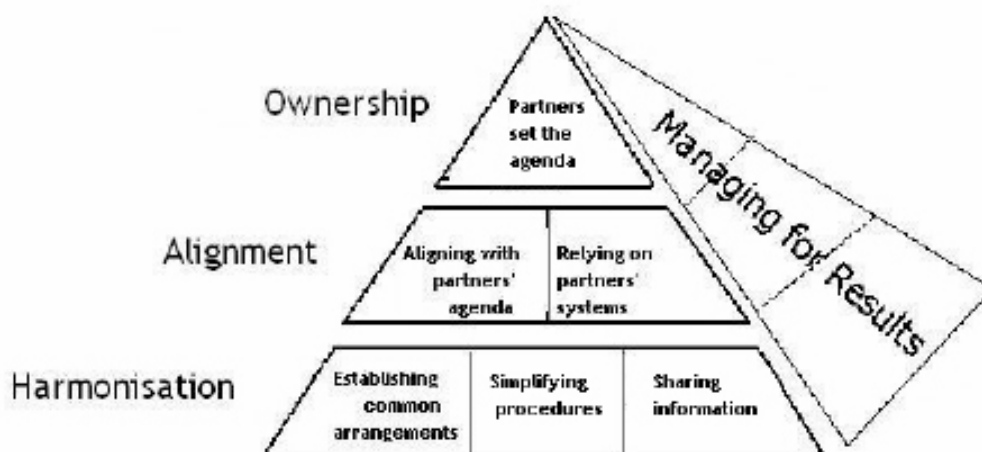 Ownership
Partners
set the
agenda
Managing for Results
Alignment
Aligning with
partners'
agenda
Relying on
partners'
systems
Harmonisation
Establishing
common
arrangements
Simplifying
procedures
Sharing
information